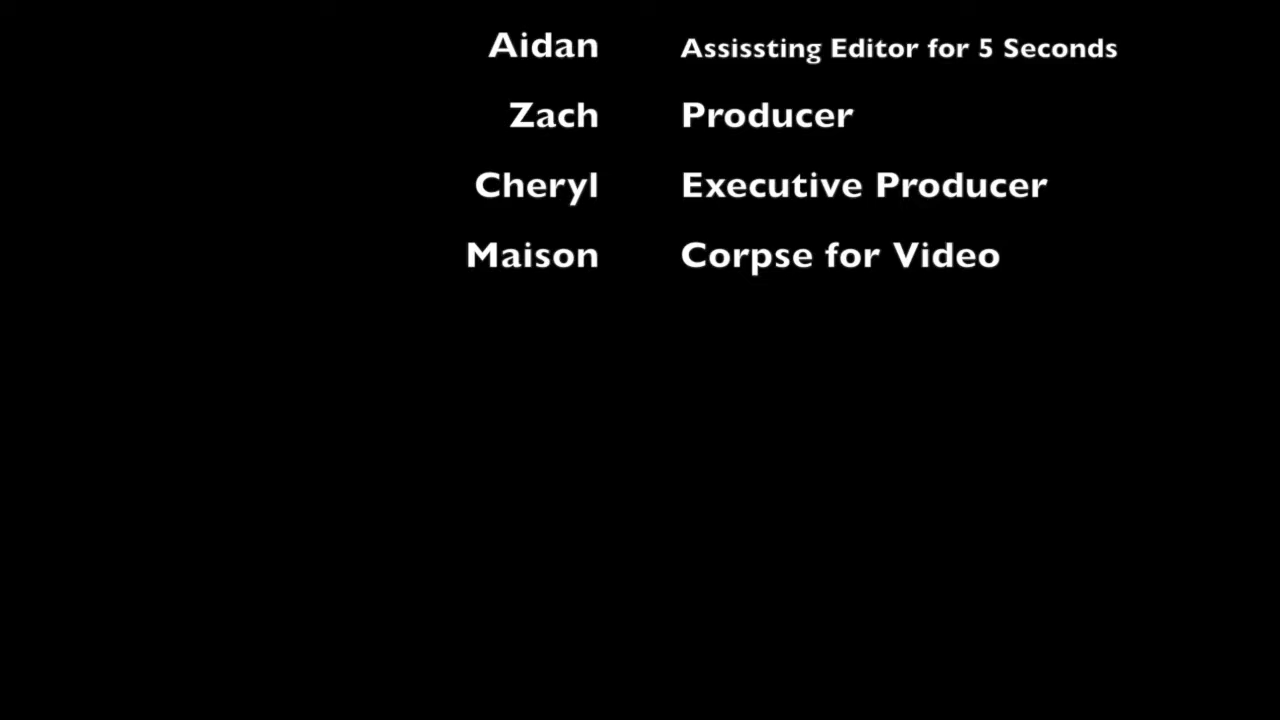 Aidan Assissting Editor for 5 Seconds
Zach Producer
Cheryl Executive Producer
Maison Corpse for Video